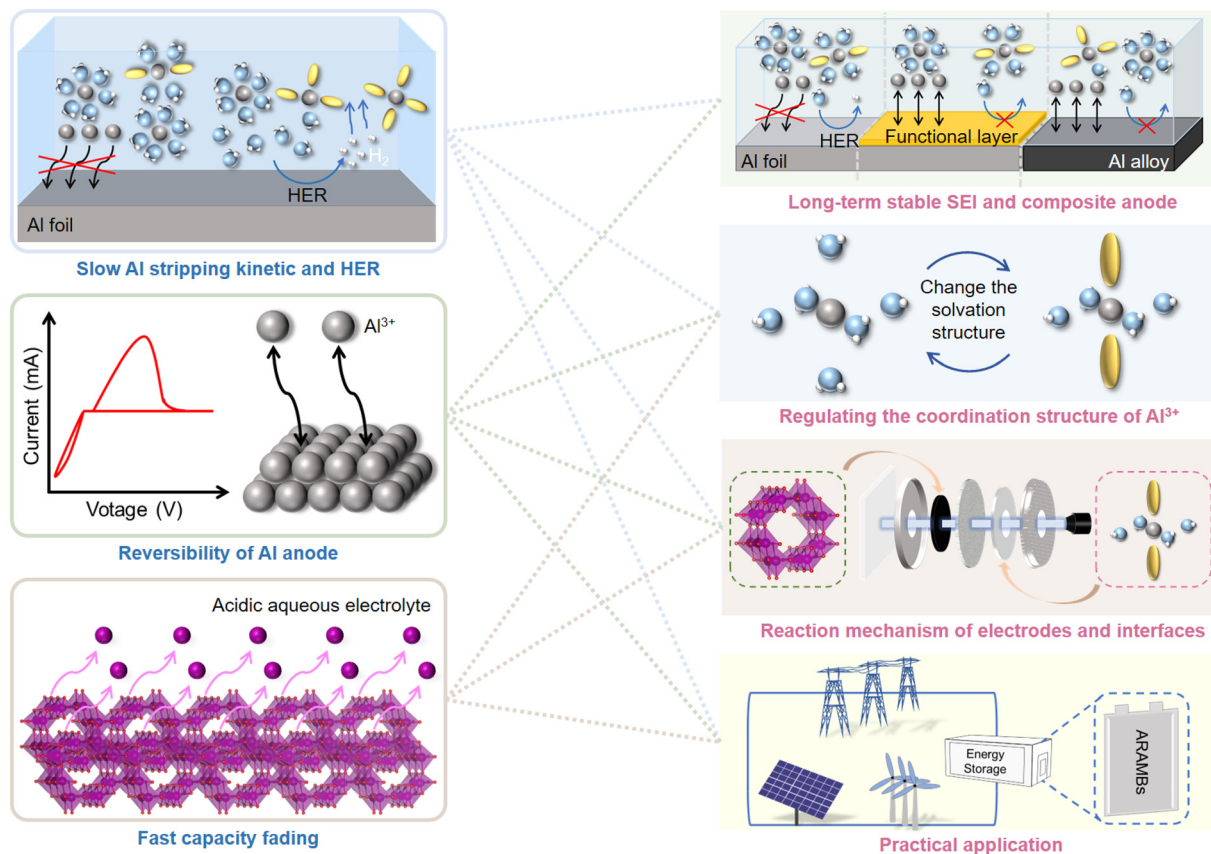 H2
HER
Al foil
Slow Al stripping kinetic and HER
Current (mA)
Votage (V)
Al3+
Reversibility of Al anode
Acidic aqueous electrolyte
Fast capacity fading
HER
Functional layer
Al foil
Al alloy
Long-term stable SEI and composite anode
Change the
solvation
structure
Regulating the coordination structure of Al3+
Reaction mechanism of electrodes and interfaces
Energy
Storage
ARAMBs
Practical application